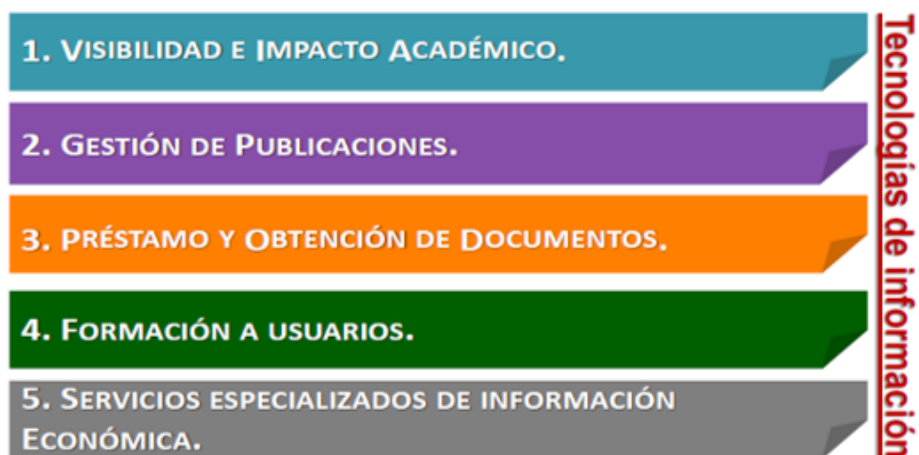 1. Visibilidad e Impacto Académico.
2. Gestión de Publicaciones.
3. Préstamo y Obtención de Documentos.
4. Formación a usuarios.
5. Servicios especializados de información
Económica.
Tecnologías de información